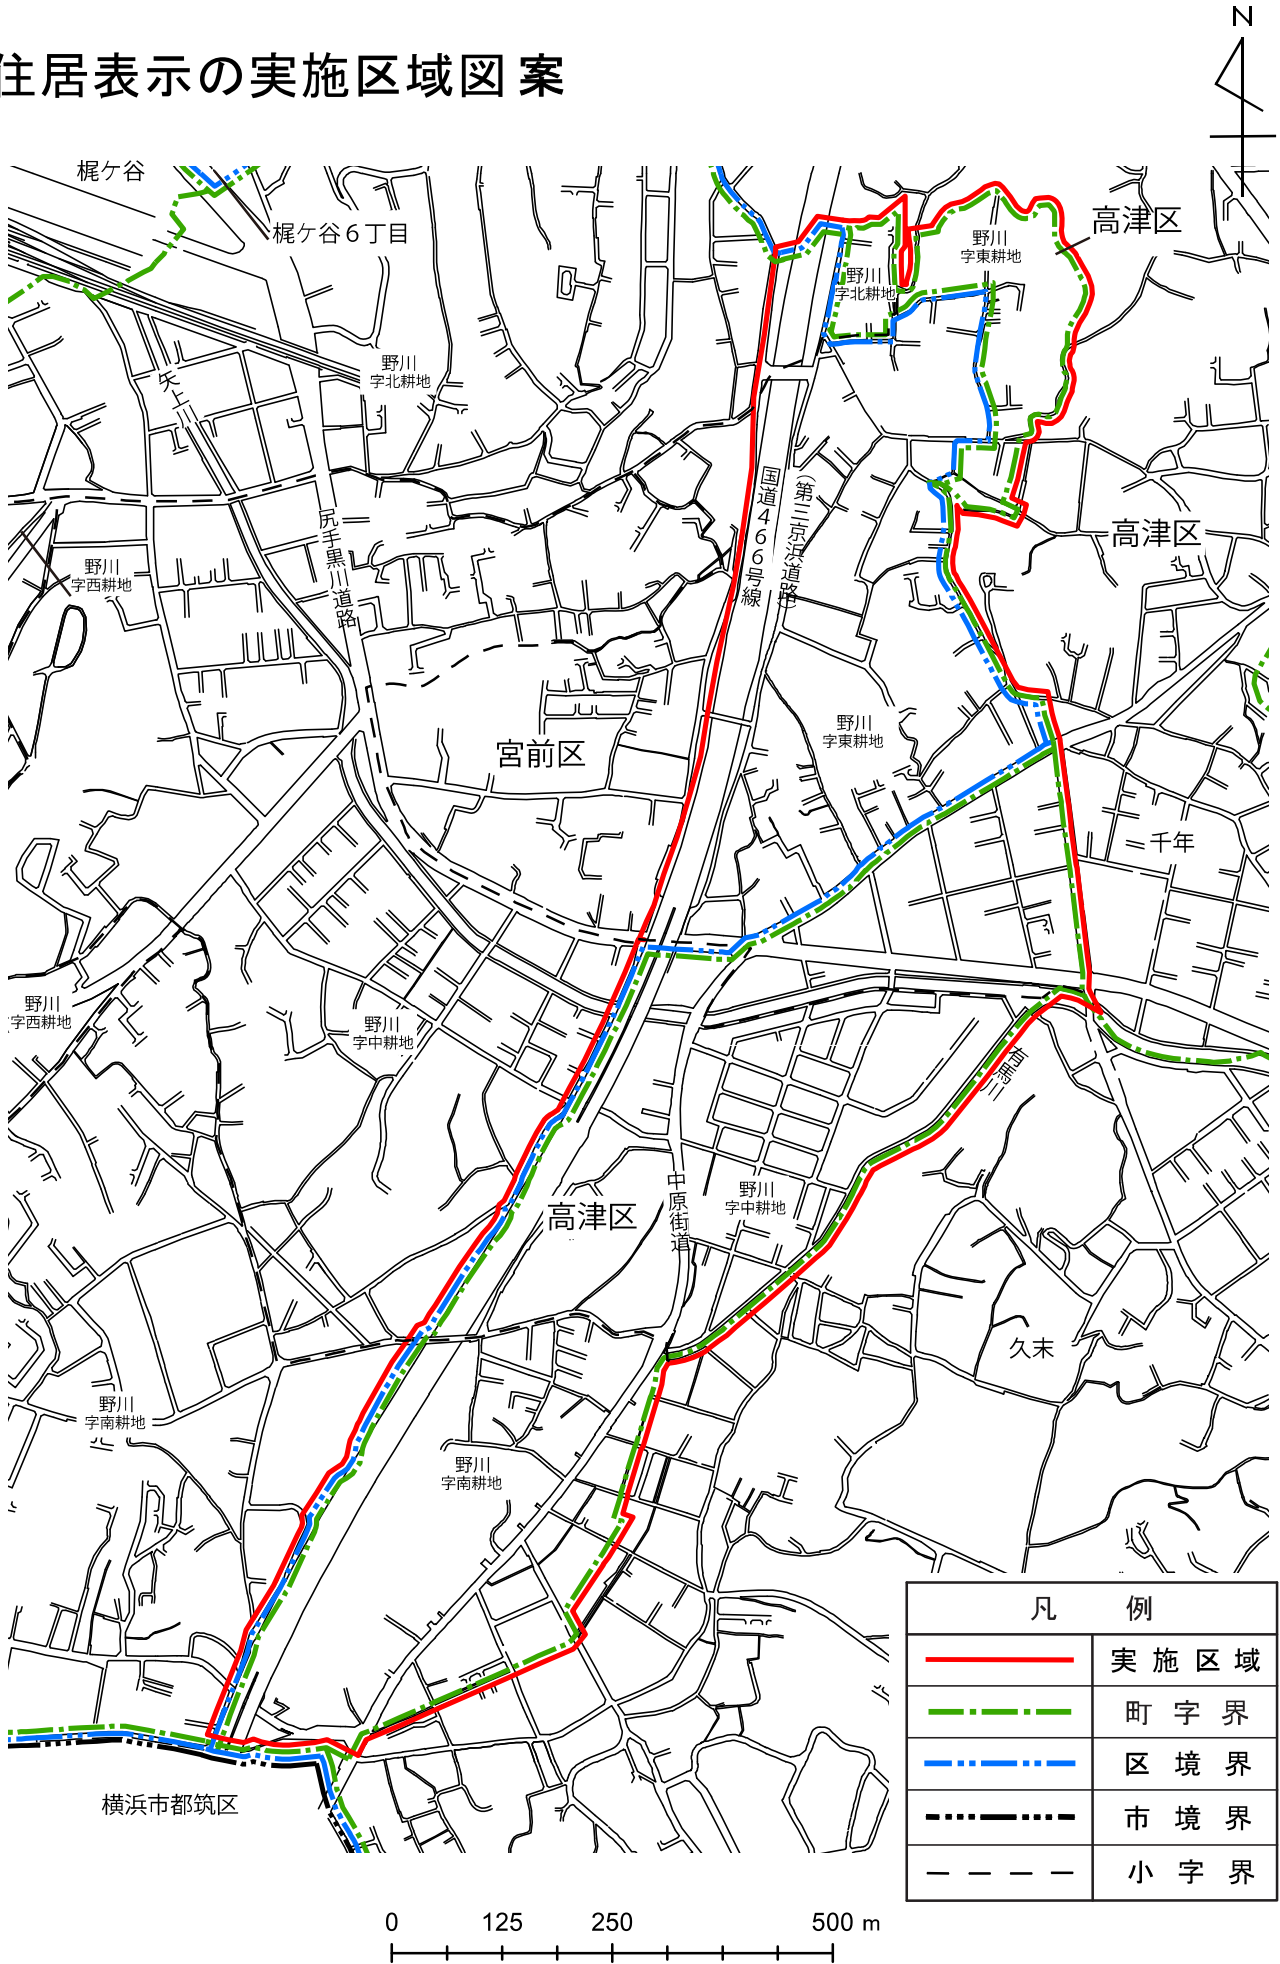 N
住居表示の実施区域図 案
梶ケ谷
梶ケ谷６丁目
高津区
野川
字東耕地
野川
字北耕地
野川
字北耕地
矢上川
国道４６６号線
（第三京浜道路）
尻手黒川道路
高津区
野川
字西耕地
野川
字東耕地
宮前区
千年
野川
字西耕地
野川
字中耕地
有馬川
野川
字中耕地
中原街道
高津区
久末
野川
字南耕地
野川
字南耕地
横浜市都筑区
凡 例
実施区域
町字界
区境界
市境界
小字界
0 125 250 500 m